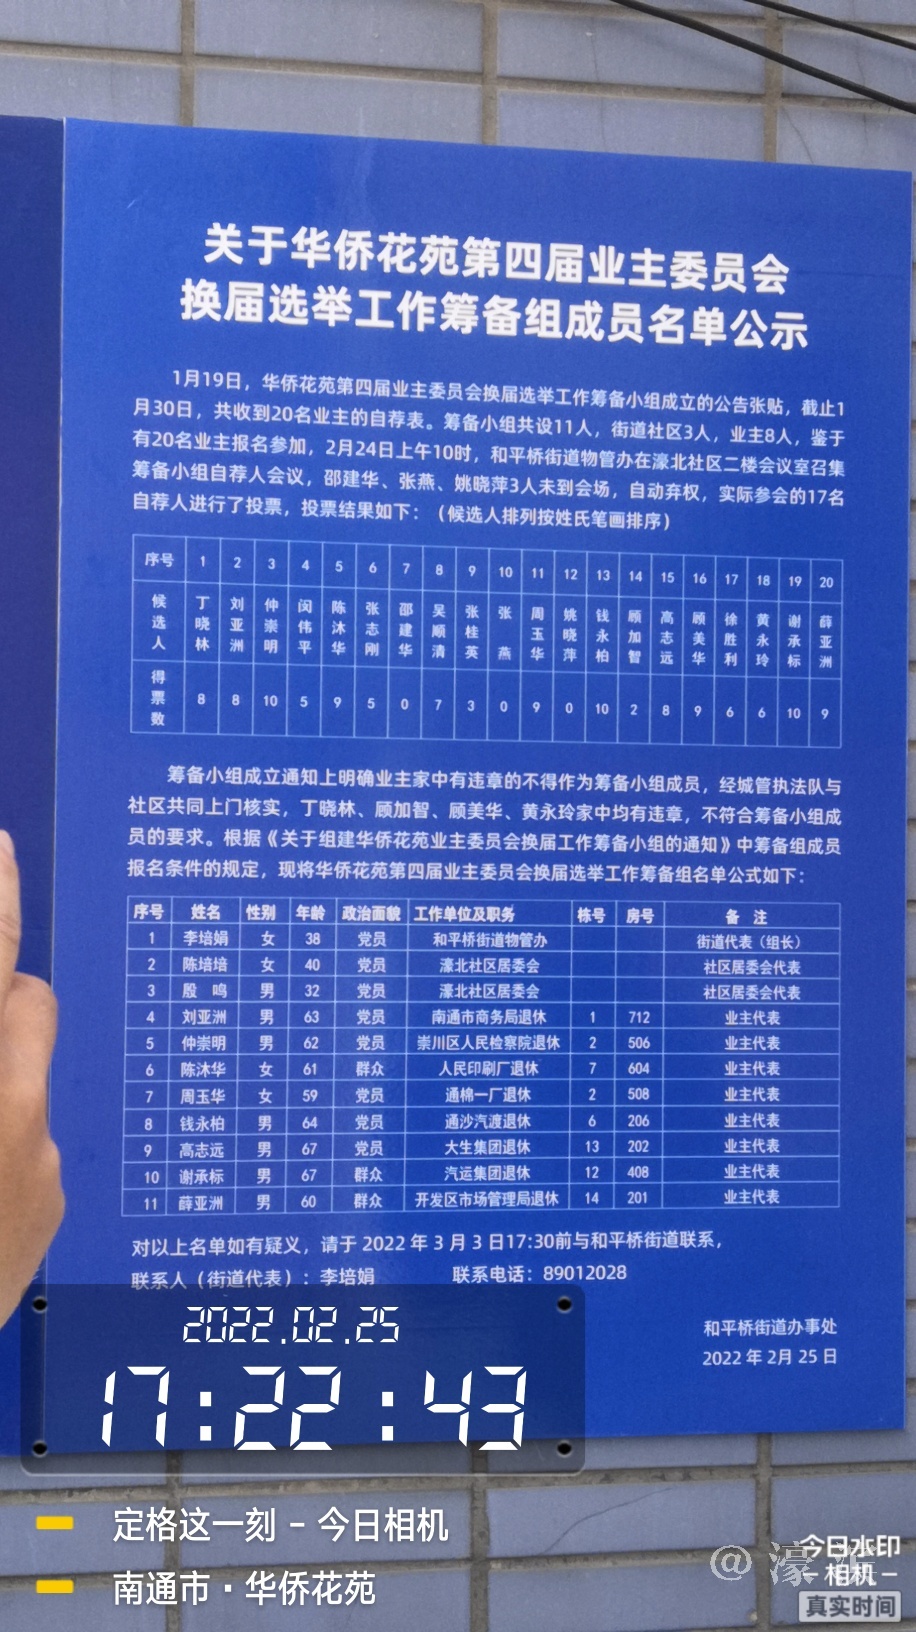 关于华侨花苑第四届业主委员会
换届选举工作筹备组成员名单公示
1月19日，华侨花苑第四届业主委员会换届选举工作筹备小组成立的公告张贴，截止1
月30日，共收到20名业主的自荐表。筹备小组共设11人，街道社区3人，业主8人，鉴于
有20名业主报名参加，2月24日上午10时，和平桥街道物管办在濠北社区二楼会议室召集
筹备小组自荐人会议，邵建华、张燕、姚晓萍3人未到会场，自动弃权，实际参会的17名
自荐人进行了投票，投票结果如下：（候选人排列按姓氏笔画排序）
序号 1 2 3 4 5 6 7 8 9 10 11 12 13 14 15 16 17 18 19 20
候选人 丁晓林 刘亚洲 仲崇明 闵伟平 陈沐华 张志刚 邵建华 吴顺清 张桂英 张燕 周玉华 姚晓萍 钱永柏 顾加智 高志远 顾美华 徐胜利 黄永玲 谢承标 薛亚洲
得票数 8 8 10 5 9 5 0 7 3 0 9 0 10 2 8 9 6 6 10 9
筹备小组成立通知上明确业主家中有违章的不得作为筹备小组成员，经城管执法队与
社区共同上门核实，丁晓林、顾加智、顾美华、黄永玲家中均有违章，不符合筹备小组成
员的要求。根据《关于组建华侨花苑业主委员会换届工作筹备小组的通知》中筹备组成员
报名条件的规定，现将华侨花苑第四届业主委员会换届选举工作筹备组名单公式如下：
序号 姓名 性别 年龄 政治面貌 工作单位及职务 栋号 房号 备 注
1 李培娟 女 38 党员 和平桥街道物管办 街道代表（组长）
2 陈培培 女 40 党员 濠北社区居委会 社区居委会代表
3 殷 鸣 男 32 党员 濠北社区居委会 社区居委会代表
4 刘亚洲 男 63 党员 南通市商务局退休 1 712 业主代表
5 仲崇明 男 62 党员 崇川区人民检察院退休 2 506 业主代表
6 陈沐华 女 61 群众 人民印刷厂退休 7 604 业主代表
7 周玉华 女 59 党员 通棉一厂退休 2 508 业主代表
8 钱永柏 男 64 党员 通沙汽渡退休 6 206 业主代表
9 高志远 男 67 党员 大生集团退休 13 202 业主代表
10 谢承标 男 67 群众 汽运集团退休 12 408 业主代表
11 薛亚洲 男 60 群众 开发区市场管理局退休 14 201 业主代表
对以上名单如有疑义，请于 2022 年 3 月 3 日17:30前与和平桥街道联系，
联系人（街道代表）：李培娟 联系电话：89012028
和平桥街道办事处
2022 年 2月 25 日
2022.02.25
17:22:43
定格这一刻 - 今日相机
南通市·华侨花苑
@ 濠
今日水印
-相机-
真实时间